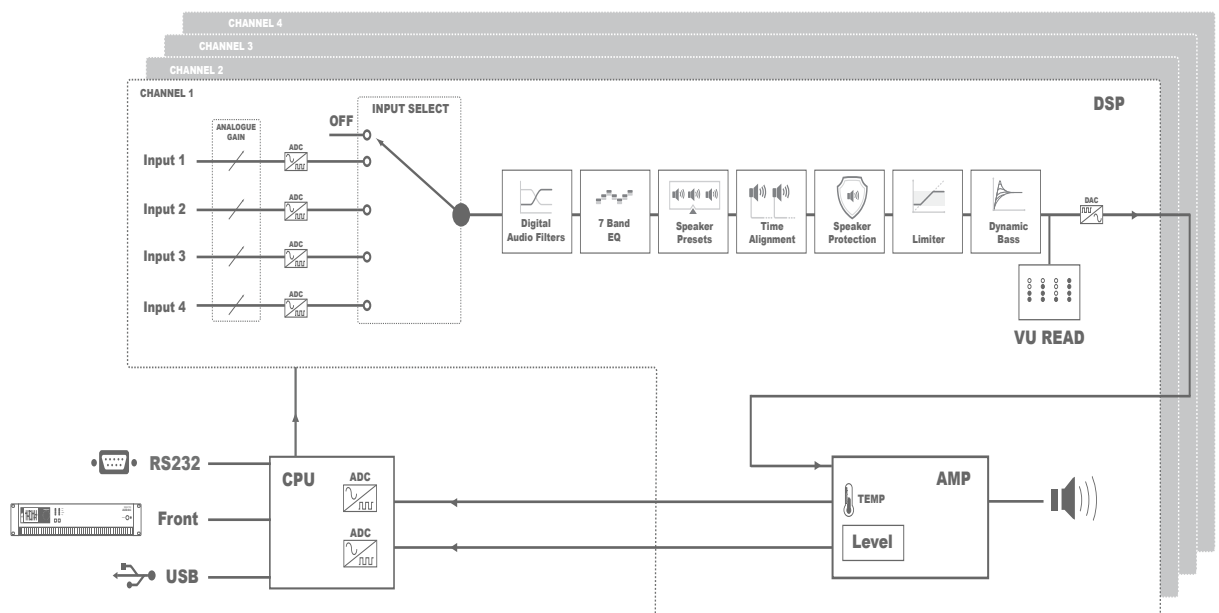 CHANNEL 4
CHANNEL 3
CHANNEL 2
CHANNEL 1
DSP
INPUT SELECT
OFF
ANALOGUE
GAIN
ADC
Input 1
ADC
Input 2
ADC
Input 3
ADC
Input 4
Digital
Audio Filters
7 Band
EQ
Speaker
Presets
Time
Alignment
Speaker
Protection
Limiter
Dynamic
Bass
DAC
VU READ
RS232
Front
USB
CPU
ADC
ADC
AMP
TEMP
Level